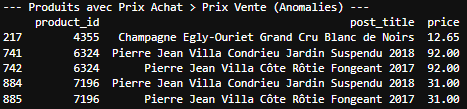 --- Produits avec Prix Achat > Prix Vente (Anomalies) ---
product_id post_title price
217 4355 Champagne Egly-Ouriet Grand Cru Blanc de Noirs 12.65
741 6324 Pierre Jean Villa Condrieu Jardin Suspendu 2018 92.00
742 6324 Pierre Jean Villa Côte Rôtie Fongeant 2017 92.00
884 7196 Pierre Jean Villa Condrieu Jardin Suspendu 2018 31.00
885 7196 Pierre Jean Villa Côte Rôtie Fongeant 2017 31.00